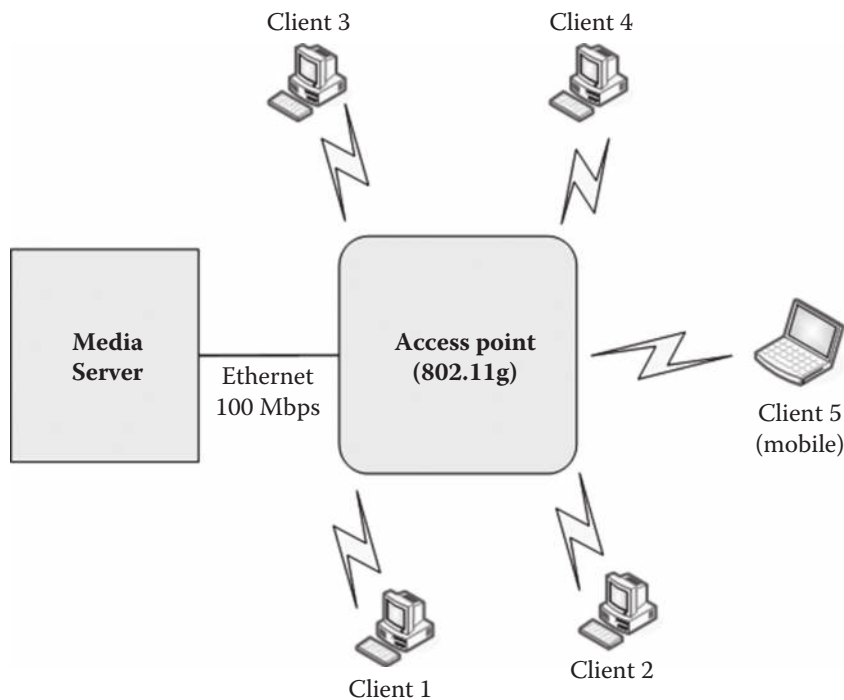 Client 3
Client 4
Media
Server
Ethernet
100 Mbps
Access point
(802.11g)
Client 5
(mobile)
Client 1
Client 2